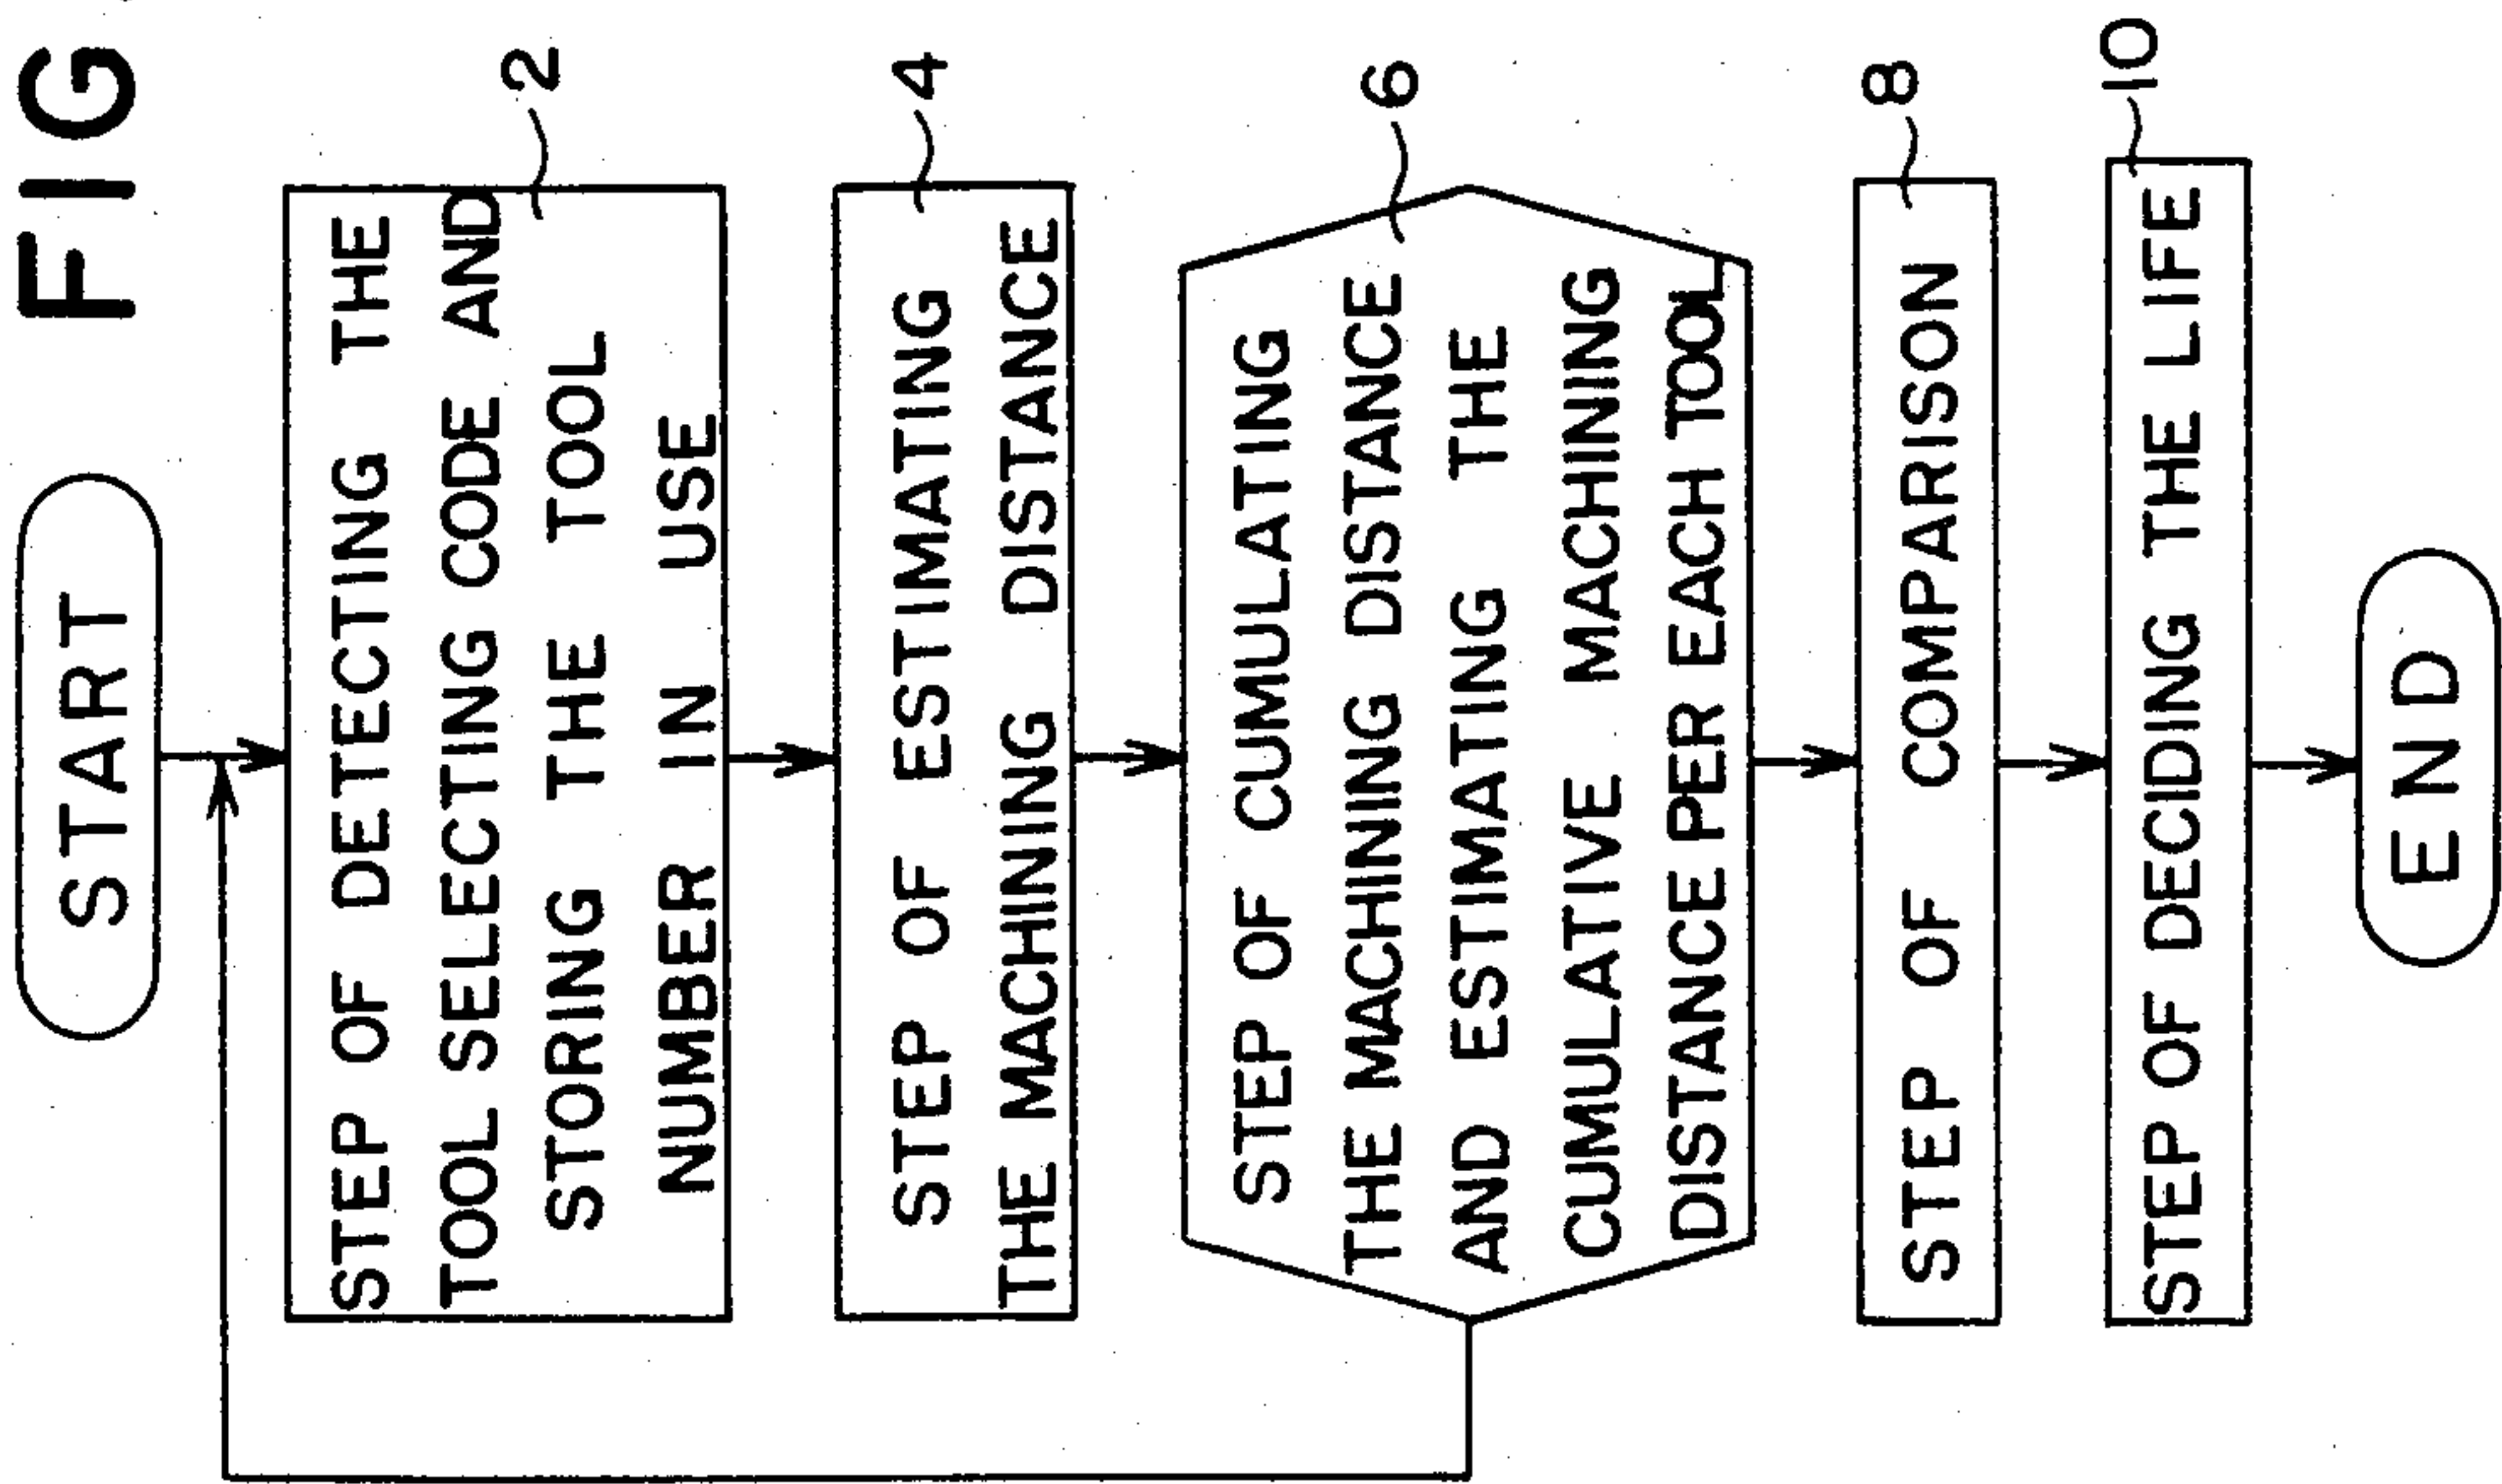 FIG
START
STEP OF DETECTING THE
TOOL SELECTING CODE AND
STORING THE TOOL
NUMBER IN USE
2
STEP OF ESTIMATING
THE MACHINING DISTANCE
4
STEP OF CUMULATING
THE MACHINING DISTANCE
AND ESTIMATING THE
CUMULATIVE MACHINING
DISTANCE PER EACH TOOL
6
STEP OF COMPARISON
8
STEP OF DECIDING THE LIFE
10
END